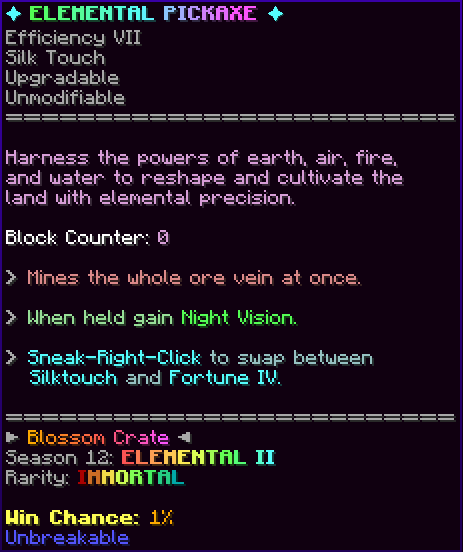 ✦ ELEMENTAL PICKAXE ✦
Efficiency VII
Silk Touch
Upgradable
Unmodifiable
================================
Harness the powers of earth, air, fire,
and water to reshape and cultivate the
land with elemental precision.
Block Counter: 0
> Mines the whole ore vein at once.
> When held gain Night Vision.
> Sneak-Right-Click to swap between
Silktouch and Fortune IV.
================================
► Blossom Crate ◄
Season 12: ELEMENTAL II
Rarity: IMMORTAL
Win Chance: 1%
Unbreakable